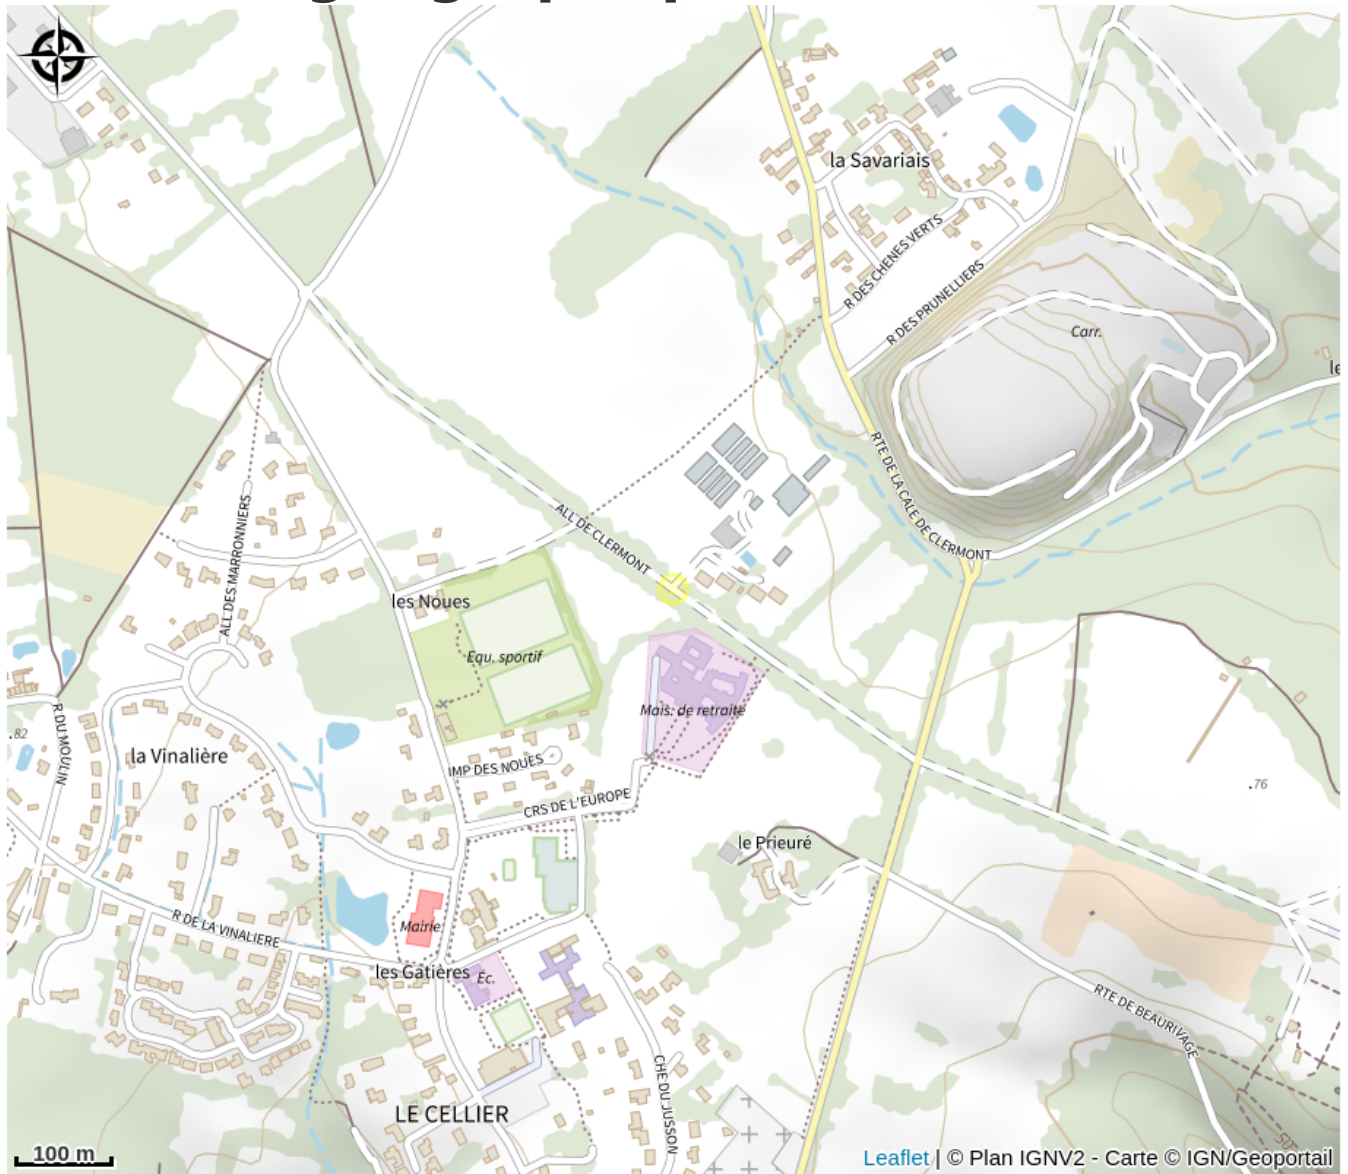 la Savariais
R DES CHENES VERTS
R DES PRUNELLIERS
Carr.
RTE DE LA CALE DE CLERMONT
ALL DE CLERMONT
ALL DES MARRONNIERS
les Noues
Equ. sportif
Mais. de retraite
R DU MOULIN
.82
la Vinalière
IMP DES NOUES
CRS DE L'EUROPE
.76
le Prieuré
Mairie
R DE LA VINALIERE
les Gatières
Éc.
RTE DE BEAURIVAGE
CHE DU JUSSON
LE CELLIER
50
100 m
Leaflet | © Plan IGNV2 - Carte © IGN/Geoportail